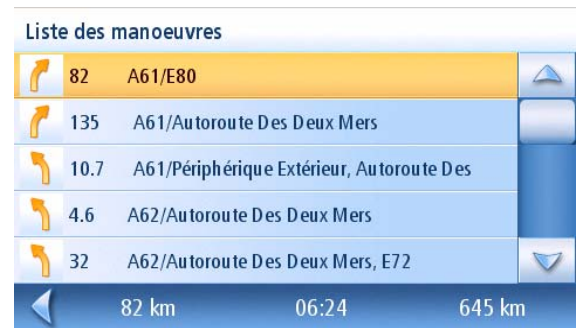 Liste des manoeuvres
82 A61/E80
135 A61/Autoroute Des Deux Mers
10.7 A61/Périphérique Extérieur, Autoroute Des
4.6 A62/Autoroute Des Deux Mers
32 A62/Autoroute Des Deux Mers, E72
82 km 06:24 645 km